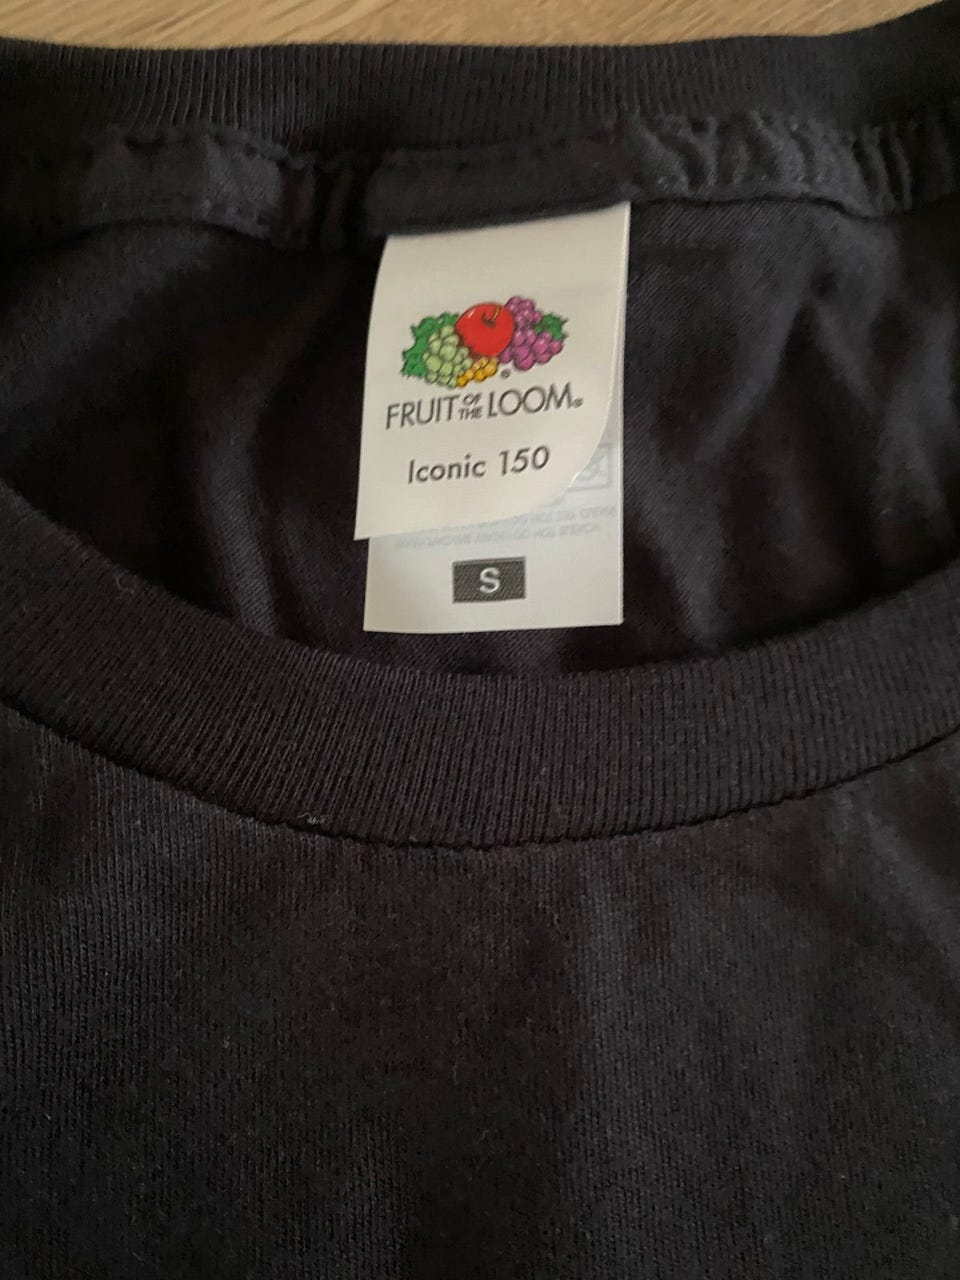 FRUIT OF THE LOOM®
Iconic 150
S